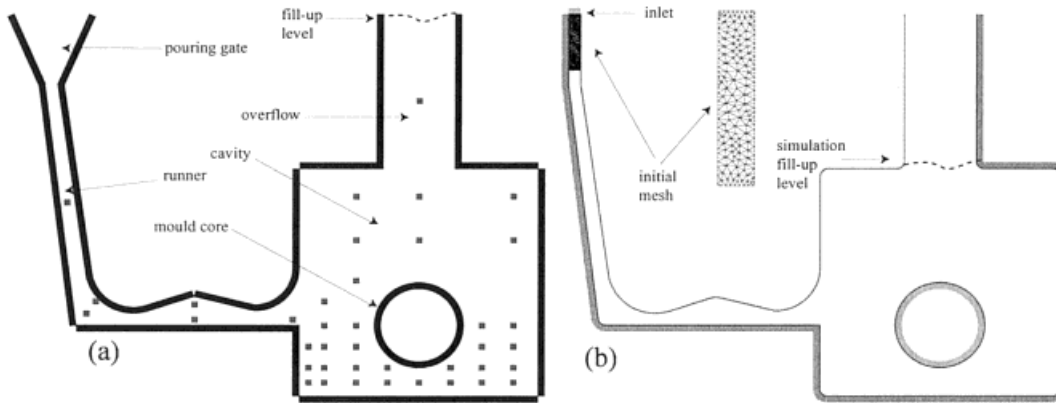 fill-up
level
pouring gate
overflow
cavity
runner
mould core
(a)
inlet
initial
mesh
simulation
fill-up
level
(b)